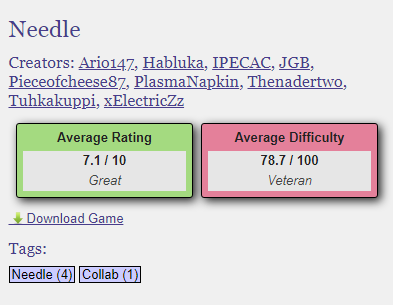 Needle
Creators: Ario147, Habluka, IPECAC, JGB,
Pieceofcheese87, PlasmaNapkin, Thenadertwo,
Tuhkakuppi, xElectricZz
Average Rating
7.1 / 10
Great
Average Difficulty
78.7 / 100
Veteran
Download Game
Tags:
Needle (4) Collab (1)